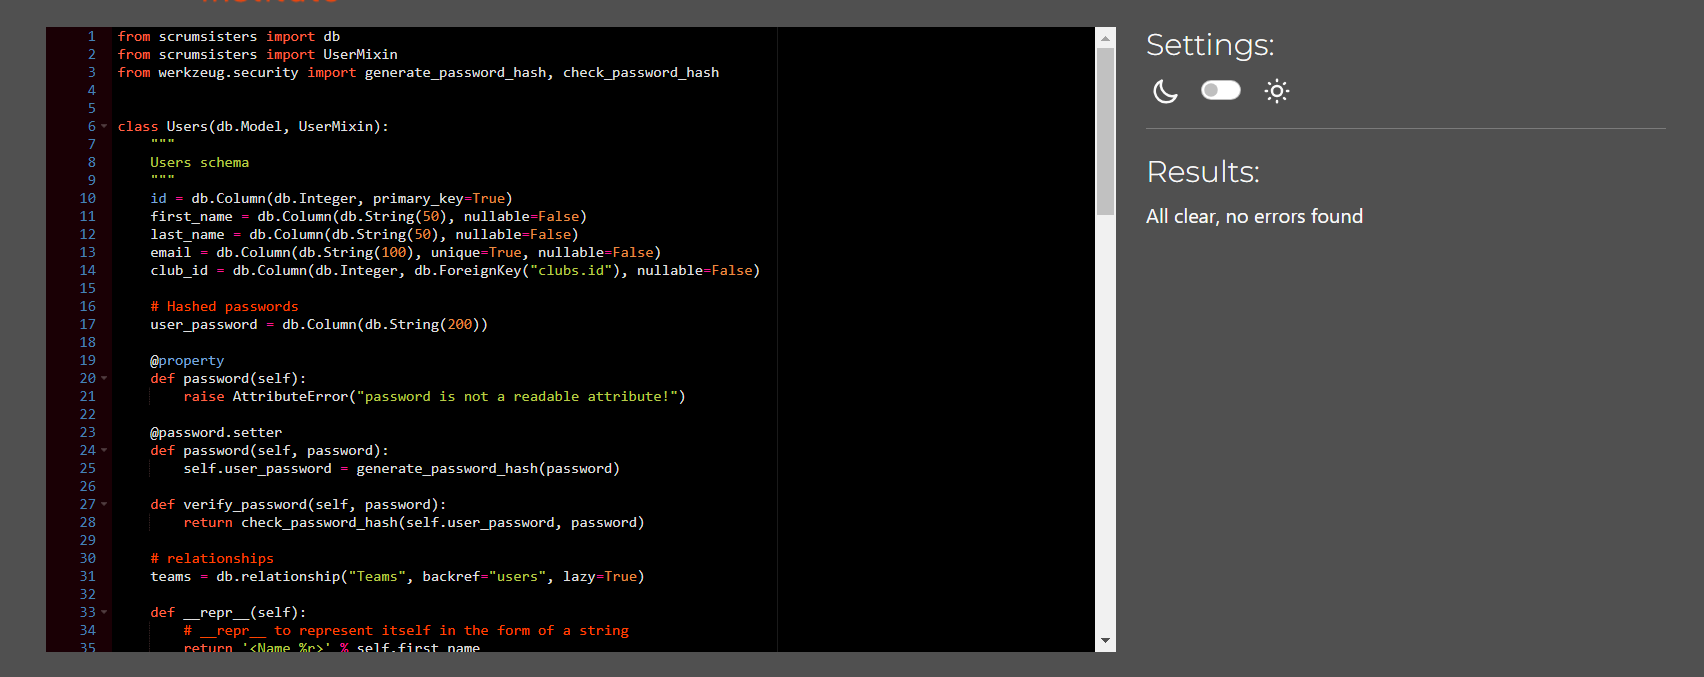 1 from scrumsisters import db
2 from scrumsisters import UserMixin
3 from werkzeug.security import generate_password_hash, check_password_hash
4
5
6 class Users(db.Model, UserMixin):
7     """
8     Users schema
9     """
10     id = db.Column(db.Integer, primary_key=True)
11     first_name = db.Column(db.String(50), nullable=False)
12     last_name = db.Column(db.String(50), nullable=False)
13     email = db.Column(db.String(100), unique=True, nullable=False)
14     club_id = db.Column(db.Integer, db.ForeignKey("clubs.id"), nullable=False)
15
16     # Hashed passwords
17     user_password = db.Column(db.String(200))
18
19     @property
20     def password(self):
21         raise AttributeError("password is not a readable attribute!")
22
23     @password.setter
24     def password(self, password):
25         self.user_password = generate_password_hash(password)
26
27     def verify_password(self, password):
28         return check_password_hash(self.user_password, password)
29
30     # relationships
31     teams = db.relationship("Teams", backref="users", lazy=True)
32
33     def __repr__(self):
34         # __repr__ to represent itself in the form of a string
35         return '<Name %r>' % self.first_name
Settings:
Results:
All clear, no errors found